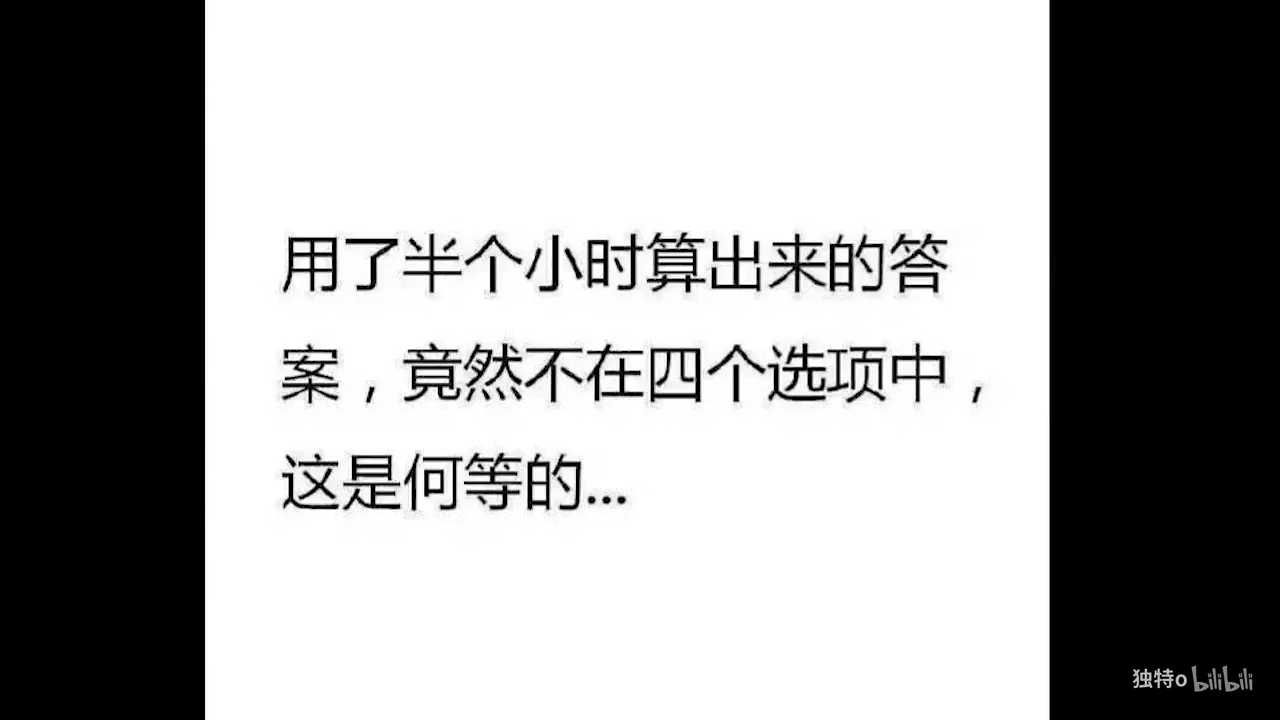 用了半个小时算出来的答
案，竟然不在四个选项中，
这是何等的...
独特o bilibili